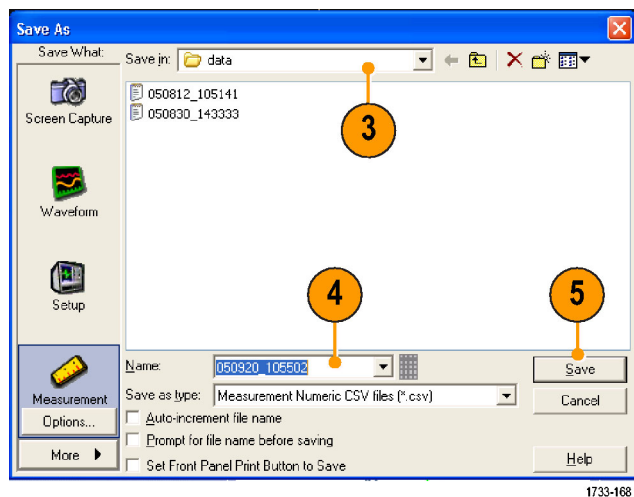 Save As
Save What:
Save in:
data
Screen Capture
Waveform
Setup
Measurement
Options...
More
050812_105141
050830_143333
3
4
5
Name:
050920_105502
Save
Save as type:
Measurement Numeric CSV files (*.csv)
Cancel
Auto-increment file name
Prompt for file name before saving
Set Front Panel Print Button to Save
Help
1733-168